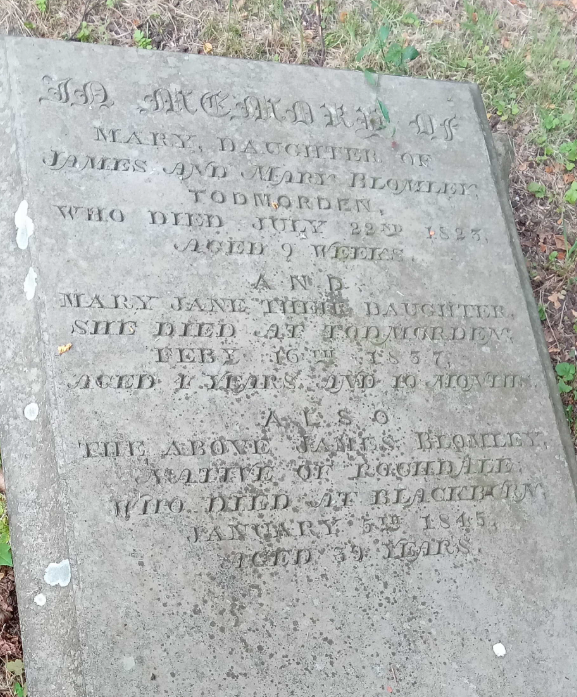 IN MEMORY OF
MARY, DAUGHTER OF
JAMES AND MARY BLOMLEY,
TODMORDEN,
WHO DIED JULY 22ND 1823,
AGED 9 WEEKS.
AND
MARY JANE THEIR DAUGHTER,
SHE DIED AT TODMORDEN,
FEBY 16TH 1837,
AGED 1 YEARS AND 10 MONTHS.
ALSO
THE ABOVE JAMES BLOMLEY,
NATIVE OF ROCHDALE,
WHO DIED AT BLACKBURN,
JANUARY 5TH 1845,
AGED 39 YEARS.